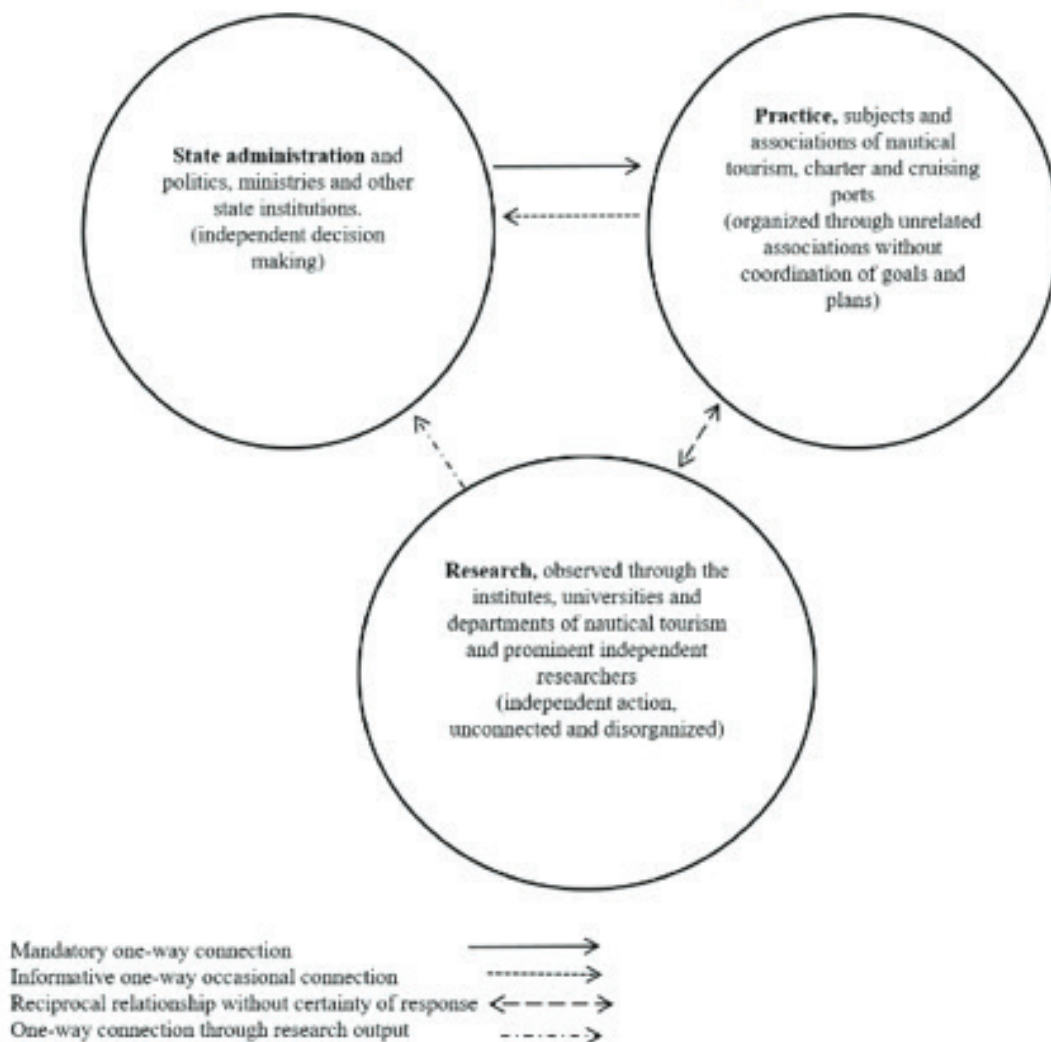 State administration and
politics, ministries and other
state institutions.
(independent decision
making)
Practice, subjects and
associations of nautical
tourism, charter and cruising
ports
(organized through unrelated
associations without
coordination of goals and
plans)
Research, observed through the
institutes, universities and
departments of nautical tourism
and prominent independent
researchers
(independent action,
unconnected and disorganized)
Mandatory one-way connection
Informative one-way occasional connection
Reciprocal relationship without certainty of response
One-way connection through research output